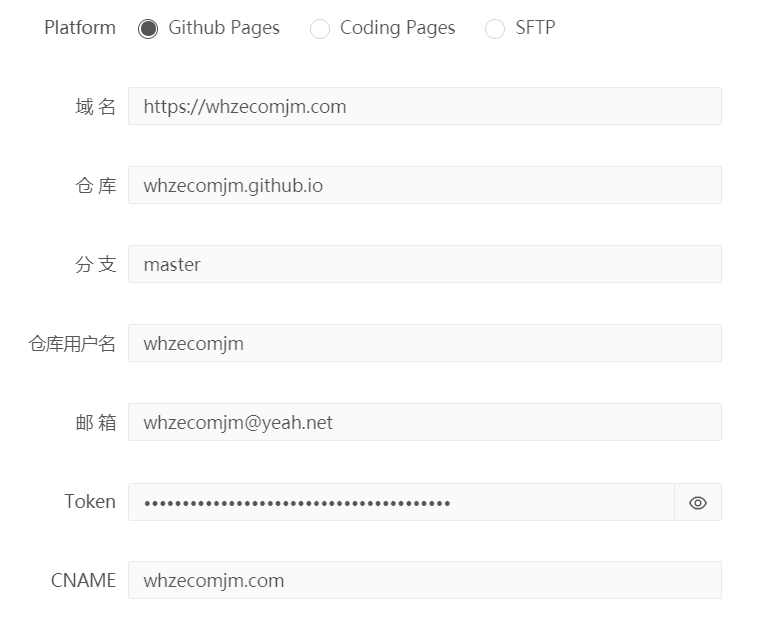 Platform Github Pages Coding Pages SFTP
域 名 https://whzecomjm.com
仓 库 whzecomjm.github.io
分 支 master
仓库用户名 whzecomjm
邮 箱 whzecomjm@yeah.net
Token ••••••••••••••••••••••••••••••••••••••••
CNAME whzecomjm.com